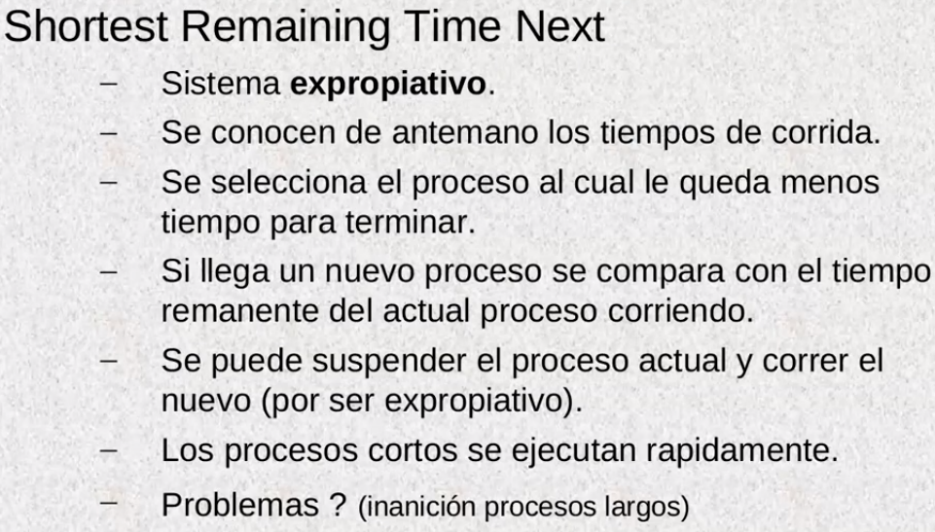 Shortest Remaining Time Next
– Sistema expropiativo.
– Se conocen de antemano los tiempos de corrida.
– Se selecciona el proceso al cual le queda menos
tiempo para terminar.
– Si llega un nuevo proceso se compara con el tiempo
remanente del actual proceso corriendo.
– Se puede suspender el proceso actual y correr el
nuevo (por ser expropiativo).
– Los procesos cortos se ejecutan rapidamente.
– Problemas ? (inanición procesos largos)